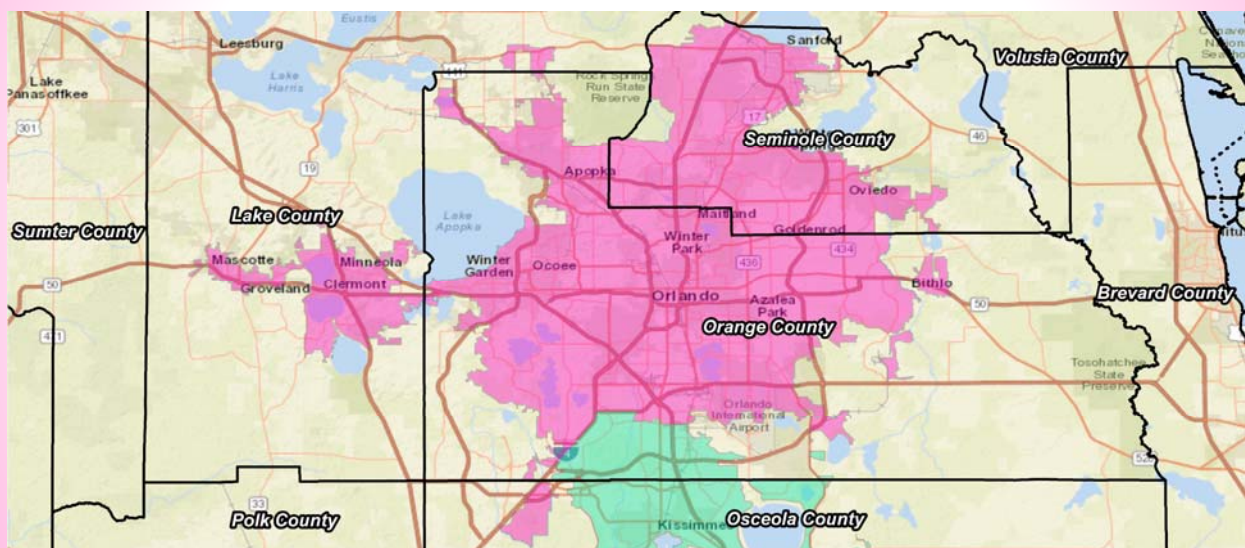 Eustis
Leesburg
Lake
Harris
Lake
Panasoffkee
301
441
Rock Spring
Run State
Reserve
Sanford
Volusia County
17
Seminole County
46
19
Apopka
Oviedo
Lake County
Lake
Apopka
Maitland
Goldenrod
Sumter County
Winter
Park
434
Mascotte
Minneola
Winter
Garden
Ocoee
436
50
Groveland
Clermont
Orlando
Bithlo
Azalea
Park
50
Brevard County
Orange County
471
Tosohatchee
State
Preserve
Orlando
International
Airport
33
Polk County
Osceola County